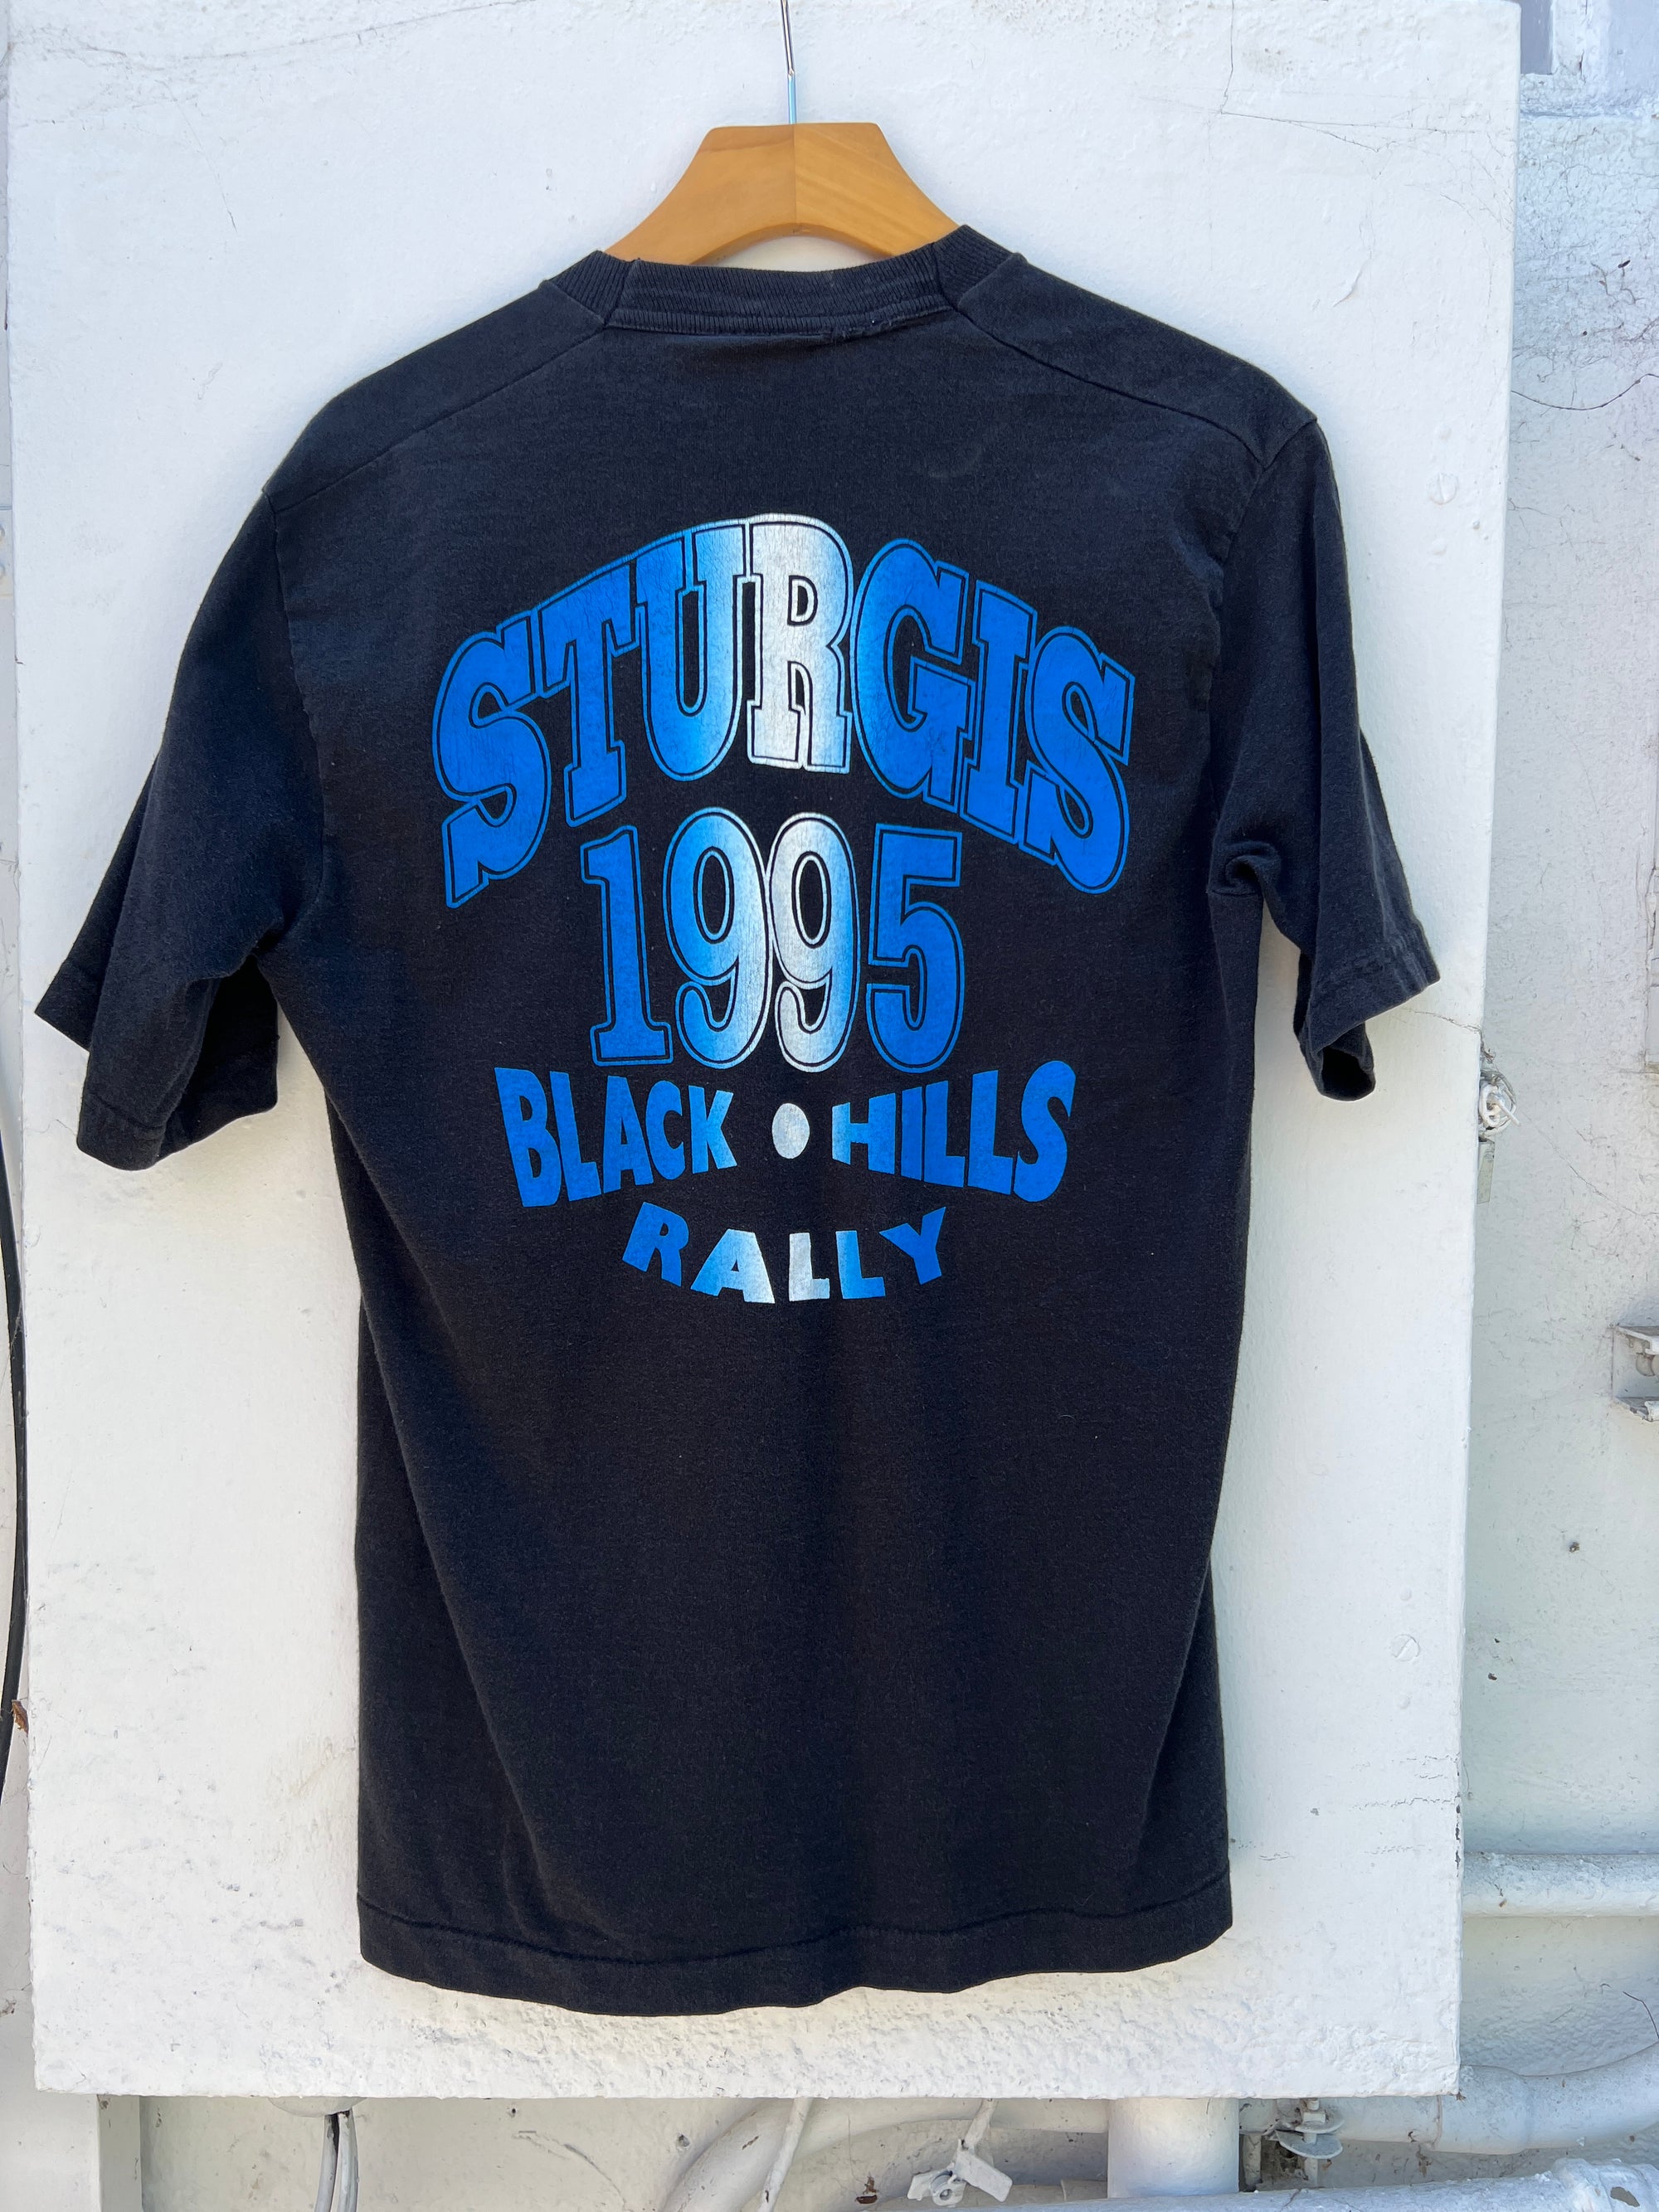 STURGIS
1995
BLACK • HILLS
RALLY